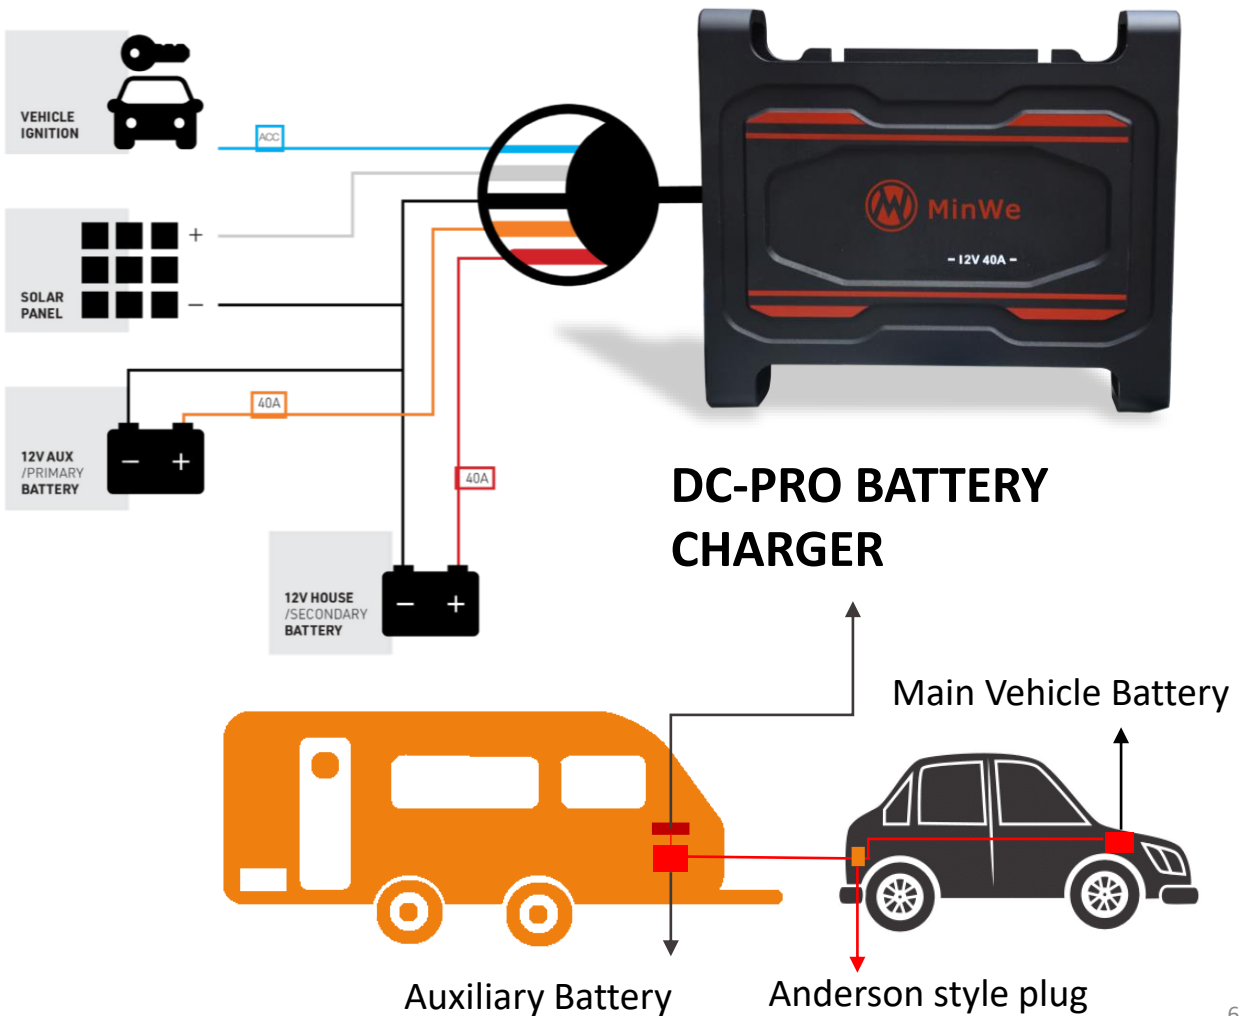 VEHICLE
IGNITION
ACC
SOLAR
PANEL
+
−
12V AUX
/PRIMARY
BATTERY
− +
40A
40A
12V HOUSE
/SECONDARY
BATTERY
− +
MinWe
– 12V 40A –
DC-PRO BATTERY
CHARGER
Main Vehicle Battery
Auxiliary Battery
Anderson style plug
6